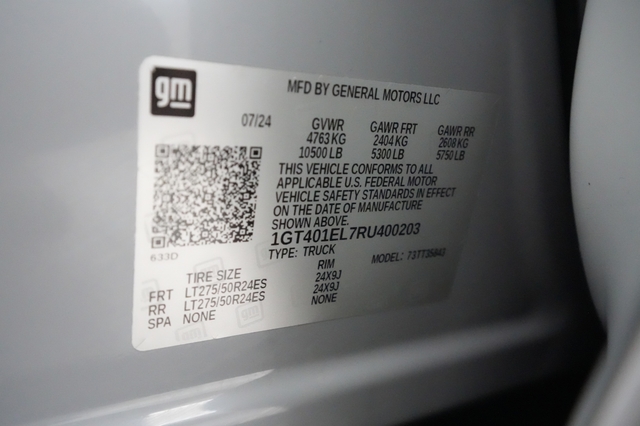 gm
MFD BY GENERAL MOTORS LLC
07/24
GVWR GAWR FRT GAWR RR
4763 KG 2404 KG 2608 KG
10500 LB 5300 LB 5750 LB
THIS VEHICLE CONFORMS TO ALL
APPLICABLE U.S. FEDERAL MOTOR
VEHICLE SAFETY STANDARDS IN EFFECT
ON THE DATE OF MANUFACTURE
SHOWN ABOVE.
1GT401EL7RU400203
633D
TYPE: TRUCK MODEL:
TIRE SIZE RIM
FRT LT275/50R24ES 24X9J
RR LT275/50R24ES 24X9J
SPA NONE NONE